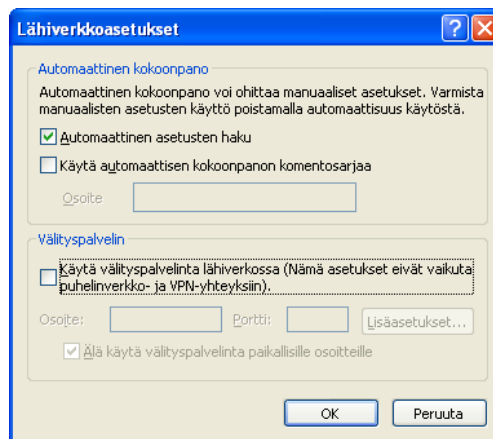 Lähiverkkoasetukset
Automaattinen kokoonpano
Automaattinen kokoonpano voi ohittaa manuaaliset asetukset. Varmista
manuaalisten asetusten käyttö poistamalla automaattisuus käytöstä.
Automaattinen asetusten haku
Käytä automaattisen kokoonpanon komentosarjaa
Osoite
Välityspalvelin
Käytä välityspalvelinta lähiverkossa (Nämä asetukset eivät vaikuta
puhelinverkko- ja VPN-yhteyksiin).
Osoite: Portti: Lisäasetukset...
Älä käytä välityspalvelinta paikallisille osoitteille
OK Peruuta